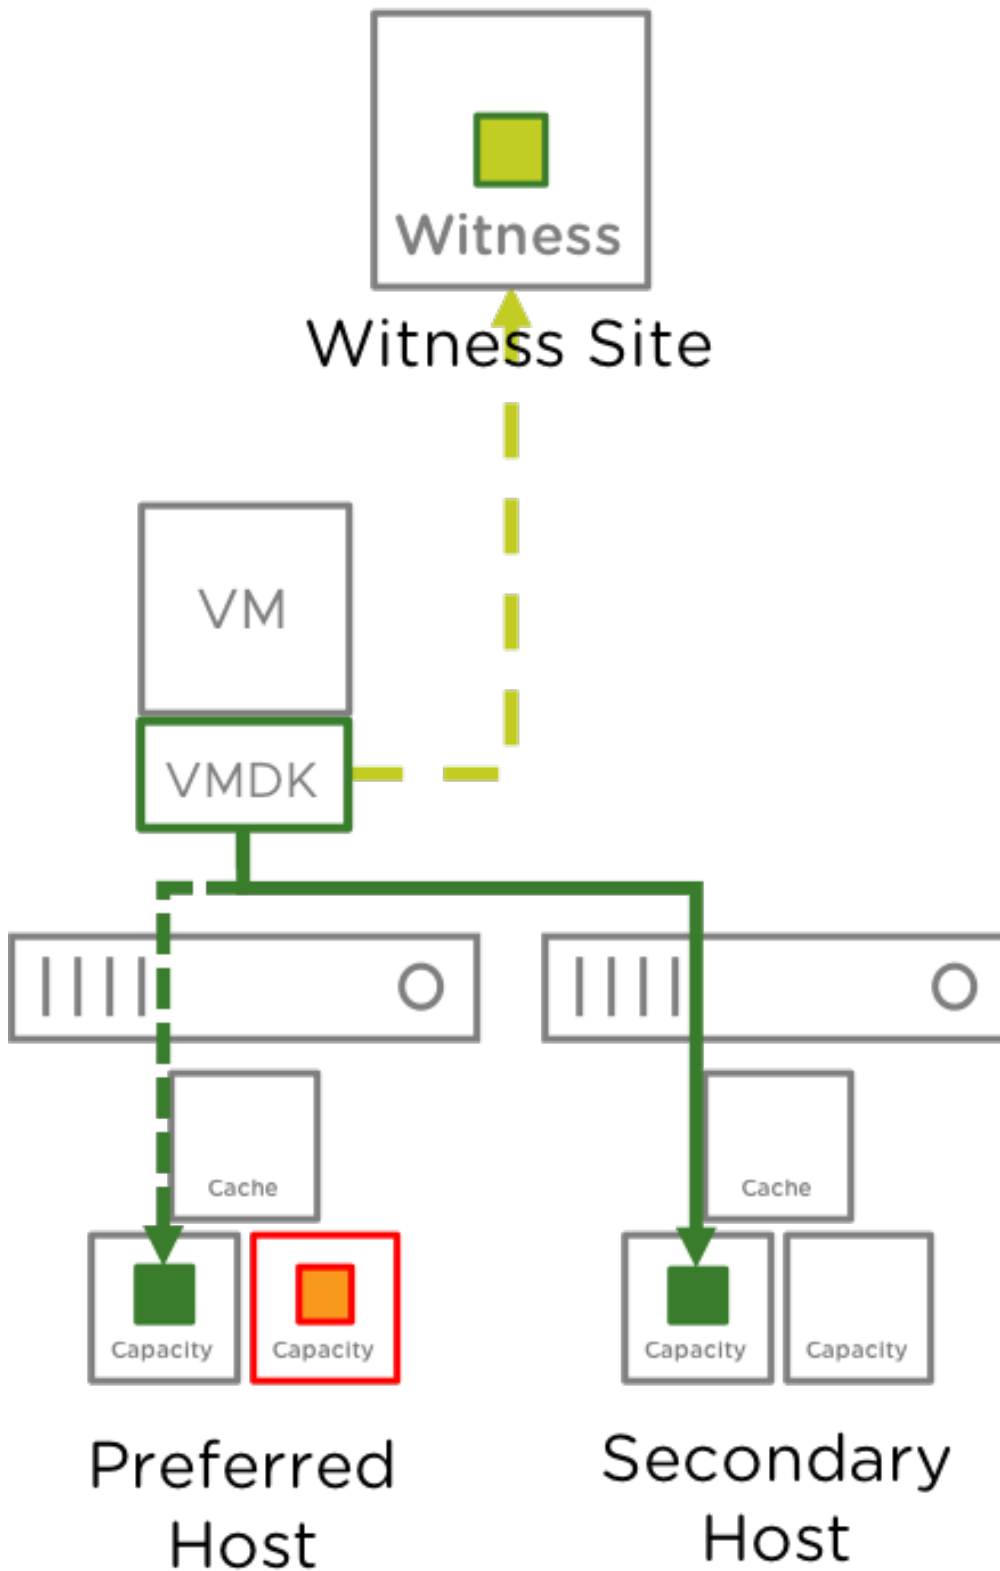 Witness
Witness Site
VM
VMDK
Cache
Cache
Capacity
Capacity
Capacity
Capacity
Preferred
Host
Secondary
Host